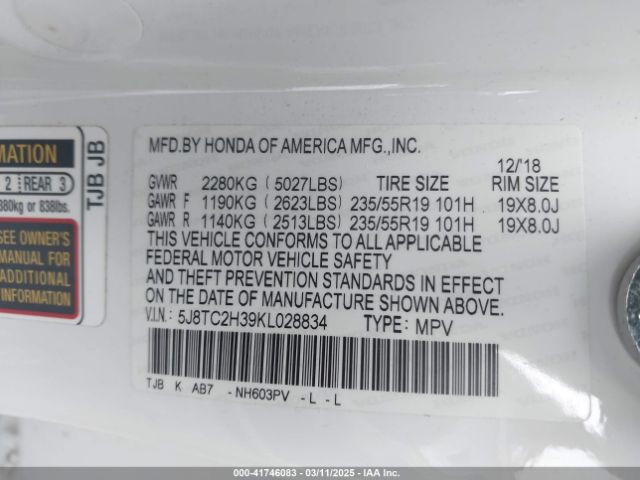 MATION
2 REAR 3
380kg or 838lbs.
SEE OWNER'S
MANUAL FOR
ADDITIONAL
INFORMATION
TJB JB
MFD.BY HONDA OF AMERICA MFG.,INC.
12/'18
GVWR 2280KG (5027LBS) TIRE SIZE RIM SIZE
GAWR F 1190KG (2623LBS) 235/55R19 101H 19X8.0J
GAWR R 1140KG (2513LBS) 235/55R19 101H 19X8.0J
THIS VEHICLE CONFORMS TO ALL APPLICABLE
FEDERAL MOTOR VEHICLE SAFETY
AND THEFT PREVENTION STANDARDS IN EFFECT
ON THE DATE OF MANUFACTURE SHOWN ABOVE.
V.I.N.: 5J8TC2H39KL028834 TYPE: MPV
TJB K AB7 -NH603PV -L -L
000-41746083 - 03/11/2025 - IAAI, Inc.